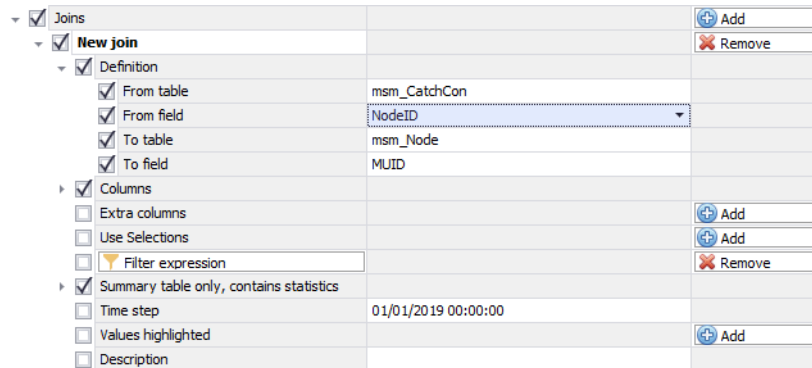 Joins Add
New join Remove
Definition
From table msm_CatchCon
From field NodeID
To table msm_Node
To field MUID
Columns
Extra columns Add
Use Selections Add
Filter expression Remove
Summary table only, contains statistics
Time step 01/01/2019 00:00:00
Values highlighted Add
Description